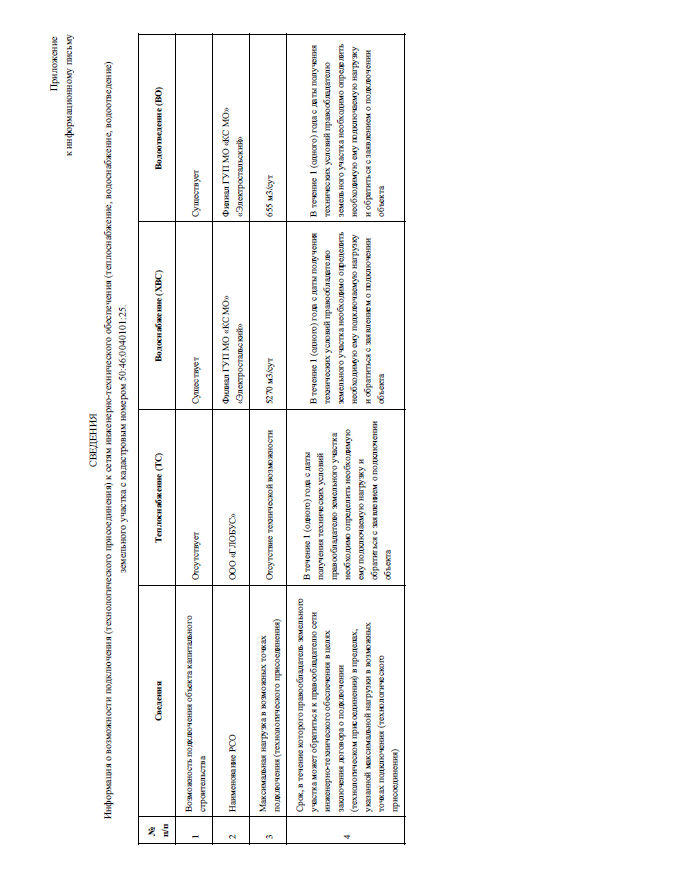 Приложение
к информационному письму
СВЕДЕНИЯ
Информация о возможности подключения (технологического присоединения) к сетям инженерно-технического обеспечения (теплоснабжение, водоснабжение, водоотведение)
земельного участка с кадастровым номером 50:46:0040101:25.
№
п/п
Сведения
Теплоснабжение (ТС)
Водоснабжение (ХВС)
Водоотведение (ВО)
1
Возможность подключения объекта капитального
строительства
Отсутствует
Существует
Существует
2
Наименование РСО
ООО «ГЛОБУС»
Филиал ГУП МО «КС МО»
«Электростальский»
Филиал ГУП МО «КС МО»
«Электростальский»
3
Максимальная нагрузка в возможных точках
подключения (технологического присоединения)
Отсутствие технической возможности
5270 м3/сут
655 м3/сут
4
Срок, в течение которого правообладатель земельного
участка может обратиться к правообладателю сети
инженерно-технического обеспечения в целях
заключения договора о подключении
(технологическом присоединении) в пределах,
указанной максимальной нагрузки в возможных
точках подключения (технологического
присоединения)
В течение 1 (одного) года с даты
получения технических условий
правообладателю земельного участка
необходимо определить необходимую
ему подключаемую нагрузку и
обратиться с заявлением о подключении
объекта
В течение 1 (одного) года с даты получения
технических условий правообладателю
земельного участка необходимо определить
необходимую ему подключаемую нагрузку
и обратиться с заявлением о подключении
объекта
В течение 1 (одного) года с даты получения
технических условий правообладателю
земельного участка необходимо определить
необходимую ему подключаемую нагрузку
и обратиться с заявлением о подключении
объекта